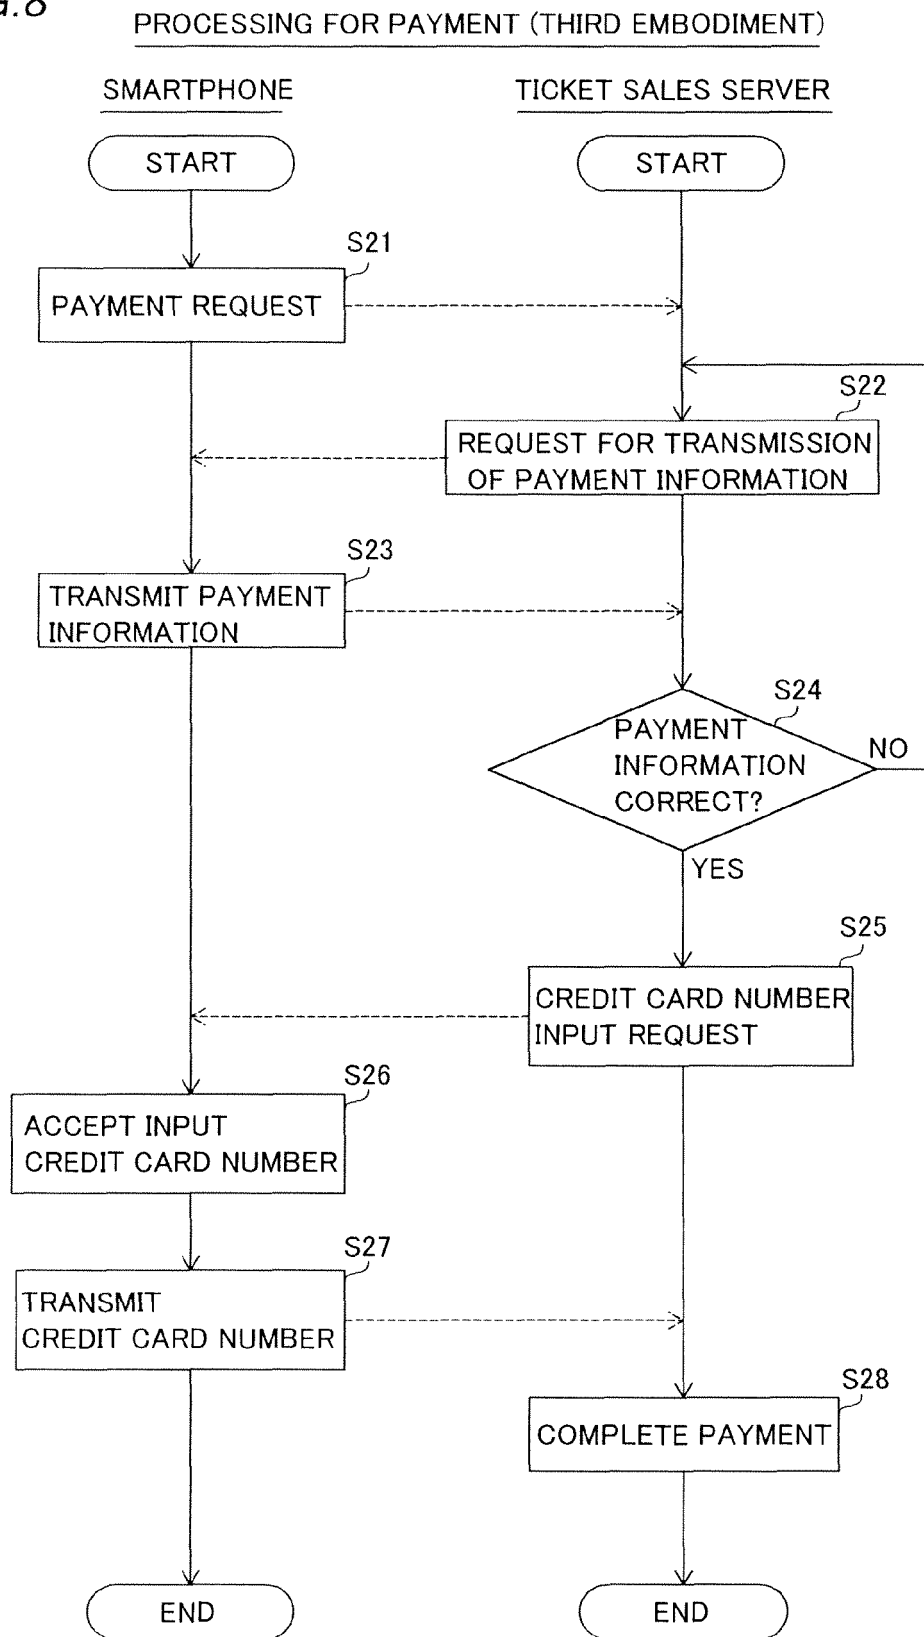 PROCESSING FOR PAYMENT (THIRD EMBODIMENT)
SMARTPHONE
TICKET SALES SERVER
START
START
S21
PAYMENT REQUEST
S22
REQUEST FOR TRANSMISSION
OF PAYMENT INFORMATION
S23
TRANSMIT PAYMENT
INFORMATION
S24
PAYMENT
INFORMATION
CORRECT?
NO
YES
S25
CREDIT CARD NUMBER
INPUT REQUEST
S26
ACCEPT INPUT
CREDIT CARD NUMBER
S27
TRANSMIT
CREDIT CARD NUMBER
S28
COMPLETE PAYMENT
END
END